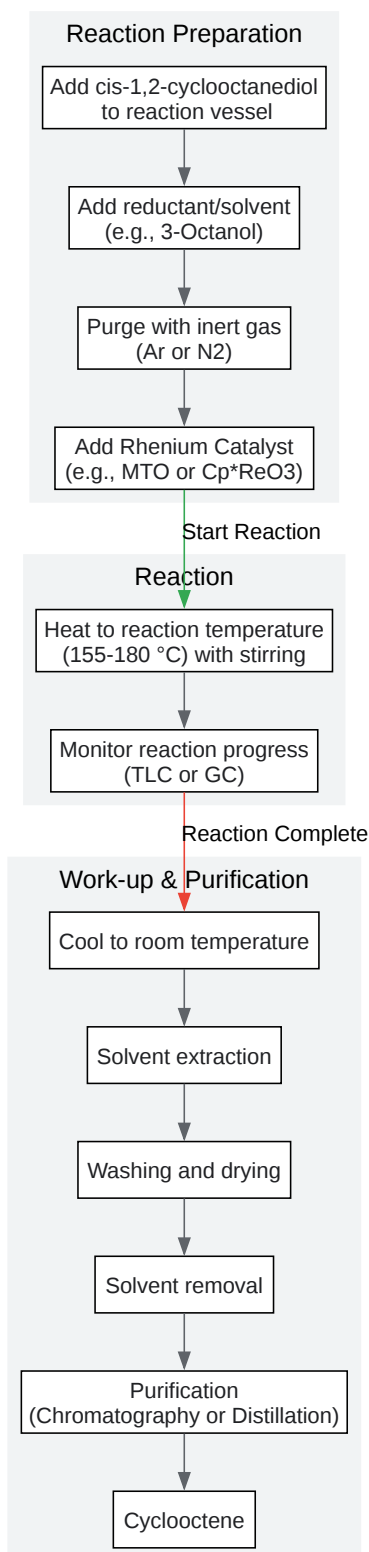 Reaction Preparation
Add cis-1,2-cyclooctanediol
to reaction vessel
Add reductant/solvent
(e.g., 3-Octanol)
Purge with inert gas
(Ar or N2)
Add Rhenium Catalyst
(e.g., MTO or Cp*ReO3)
Start Reaction
Reaction
Heat to reaction temperature
(155-180 °C) with stirring
Monitor reaction progress
(TLC or GC)
Reaction Complete
Work-up & Purification
Cool to room temperature
Solvent extraction
Washing and drying
Solvent removal
Purification
(Chromatography or Distillation)
Cyclooctene